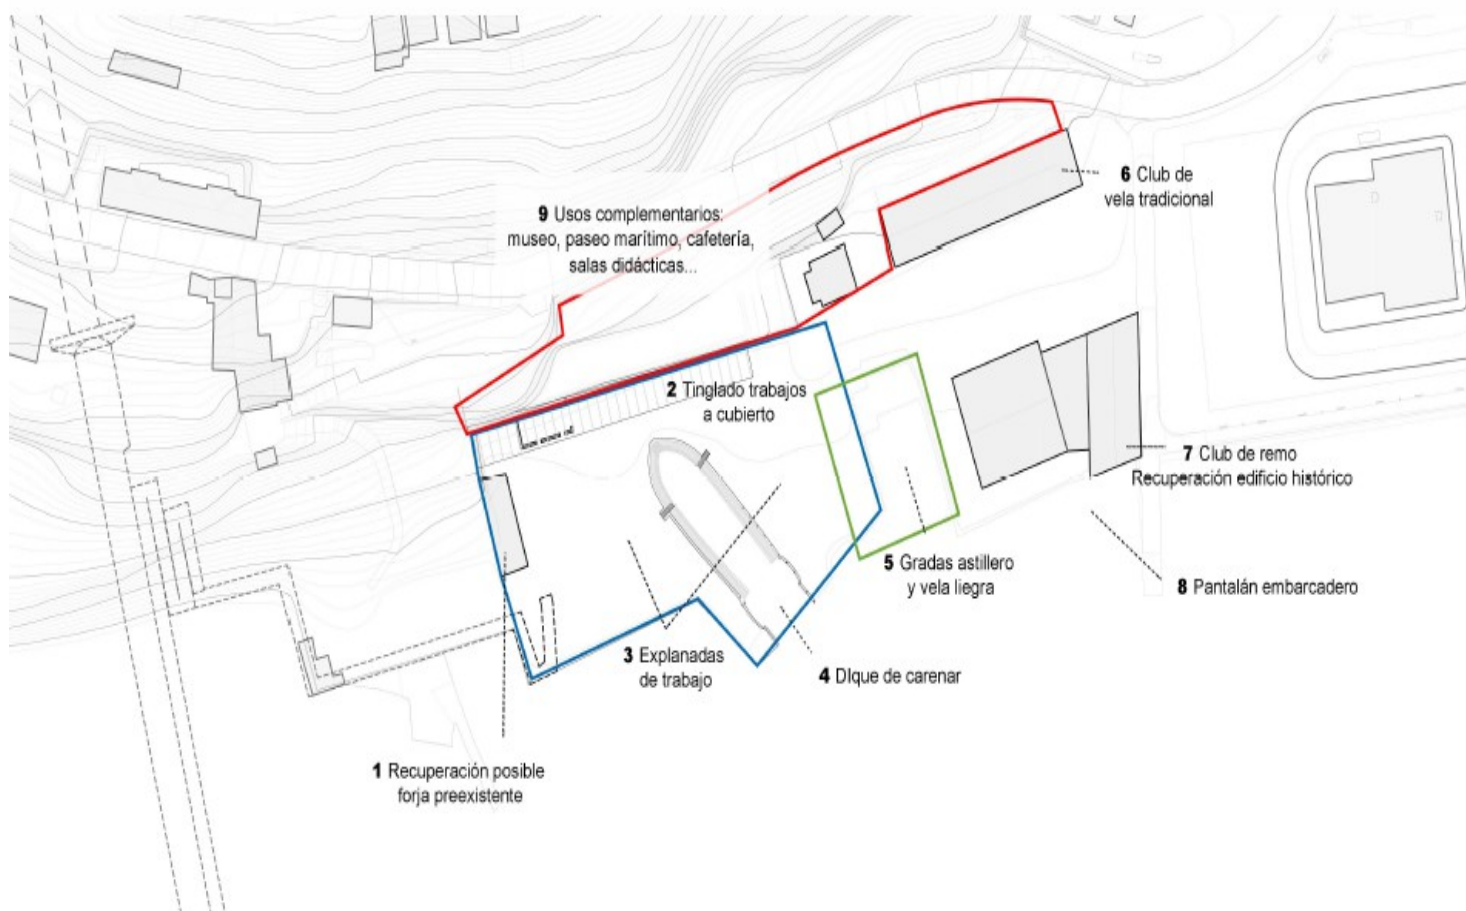 6 Club de
vela tradicional
9 Usos complementarios:
museo, paseo marítimo, cafetería,
salas didácticas...
2 Tinglado trabajos
a cubierto
7 Club de remo
Recuperación edificio histórico
5 Gradas astillero
y vela liegra
8 Pantalán embarcadero
3 Explanadas
de trabajo
4 DIque de carenar
1 Recuperación posible
forja preexistente